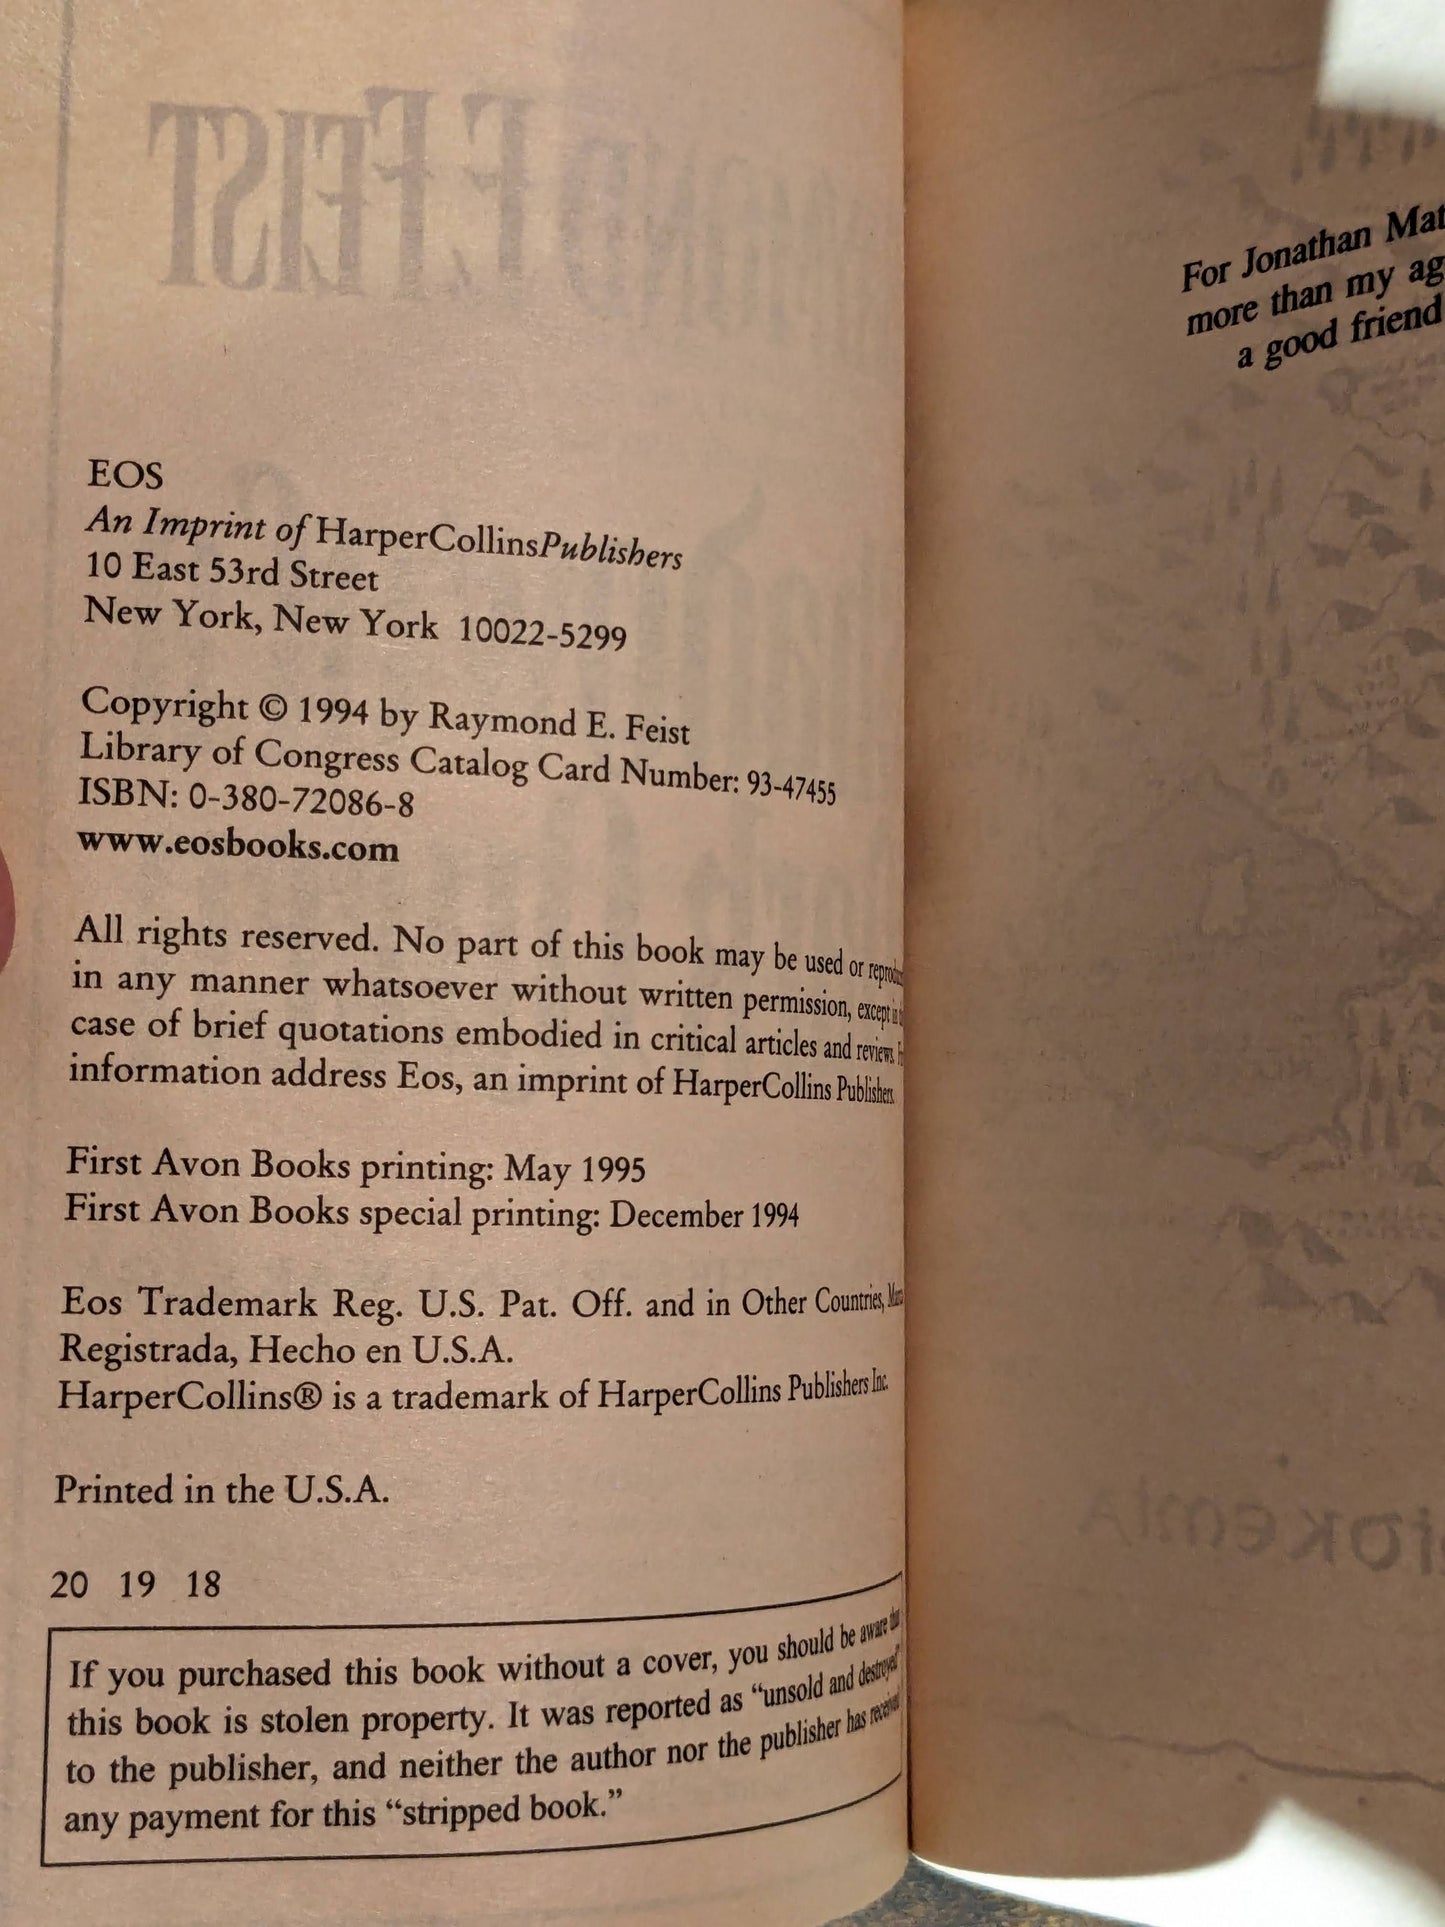 EOS
An Imprint of HarperCollinsPublishers
10 East 53rd Street
New York, New York 10022-5299
Copyright © 1994 by Raymond E. Feist
Library of Congress Catalog Card Number: 93-47455
ISBN: 0-380-72086-8
www.eosbooks.com
All rights reserved. No part of this book may be used or
in any manner whatsoever without written permission, except in
case of brief quotations embodied in critical articles and reviews.
information address Eos, an imprint of HarperCollins Publishers.
First Avon Books printing: May 1995
First Avon Books special printing: December 1994
Eos Trademark Reg. U.S. Pat. Off. and in Other Countries,
Registrada, Hecho en U.S.A.
HarperCollins® is a trademark of HarperCollins Publishers Inc.
Printed in the U.S.A.
20 19 18
If you purchased this book without a cover, you should be aware that
this book is stolen property. It was reported as “unsold and destroyed”
to the publisher, and neither the author nor the publisher has received
any payment for this “stripped book.”
For Jonathan Mat
more than my ag
a good friend
E. FEIST